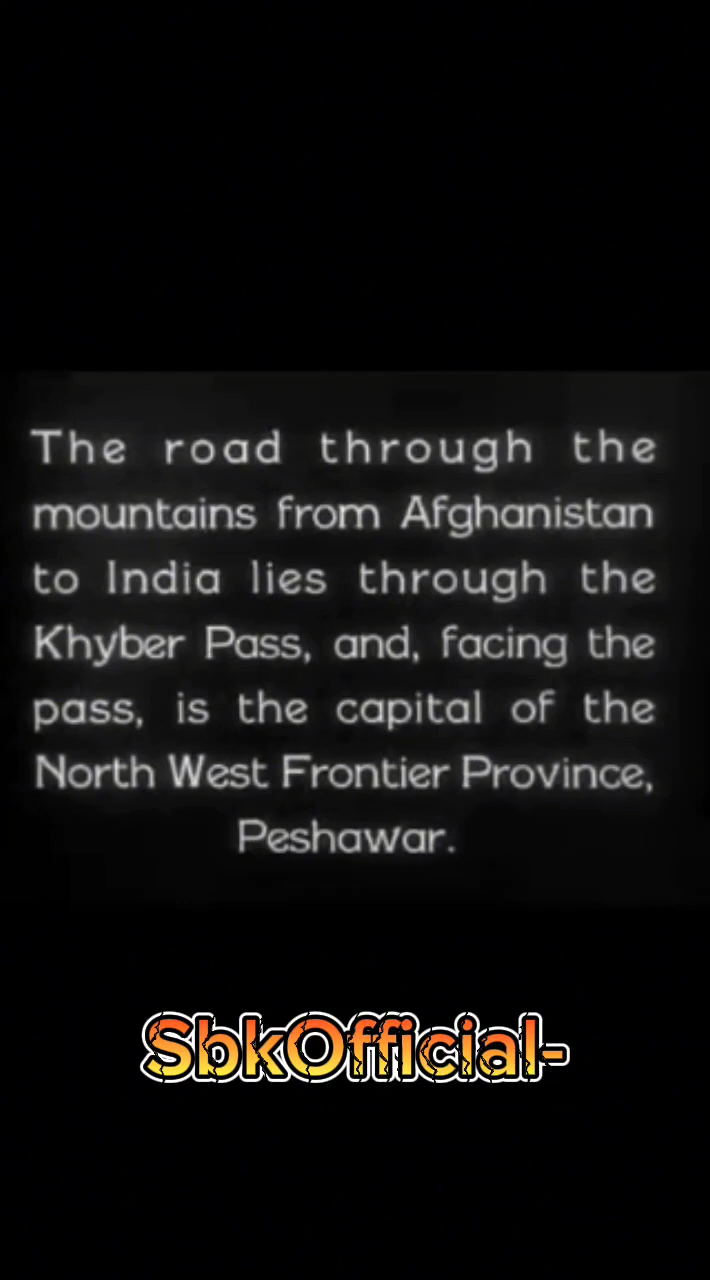 The road through the
mountains from Afghanistan
to India lies through the
Khyber Pass, and, facing the
pass, is the capital of the
North West Frontier Province,
Peshawar.
SbkOfficial-